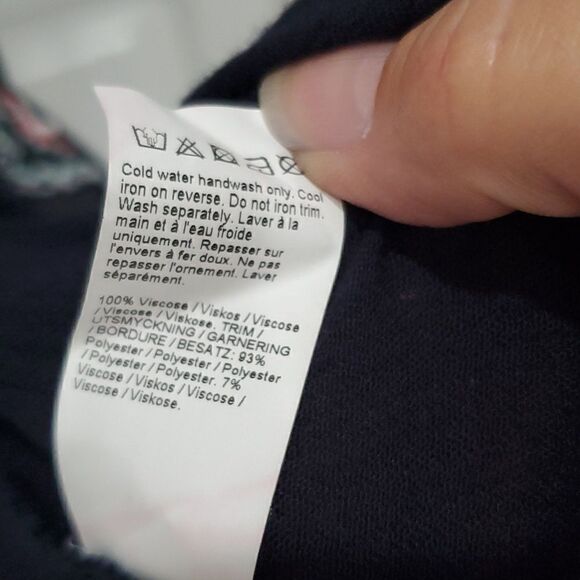 Cold water handwash only. Cool
iron on reverse. Do not iron trim.
Wash separately. Laver à la
main et à l'eau froide
uniquement. Repasser sur
l'envers à fer doux. Ne pas
repasser l'ornement. Laver
séparément.
100% Viscose / Viskos / Viscose
/ Viscose / Viskose. TRIM /
UTSMYCKNING / GARNERING
/ BORDURE / BESATZ: 93%
Polyester / Polyester / Polyester
/ Polyester / Polyester. 7%
Viscose / Viskos / Viscose /
Viscose / Viskose.